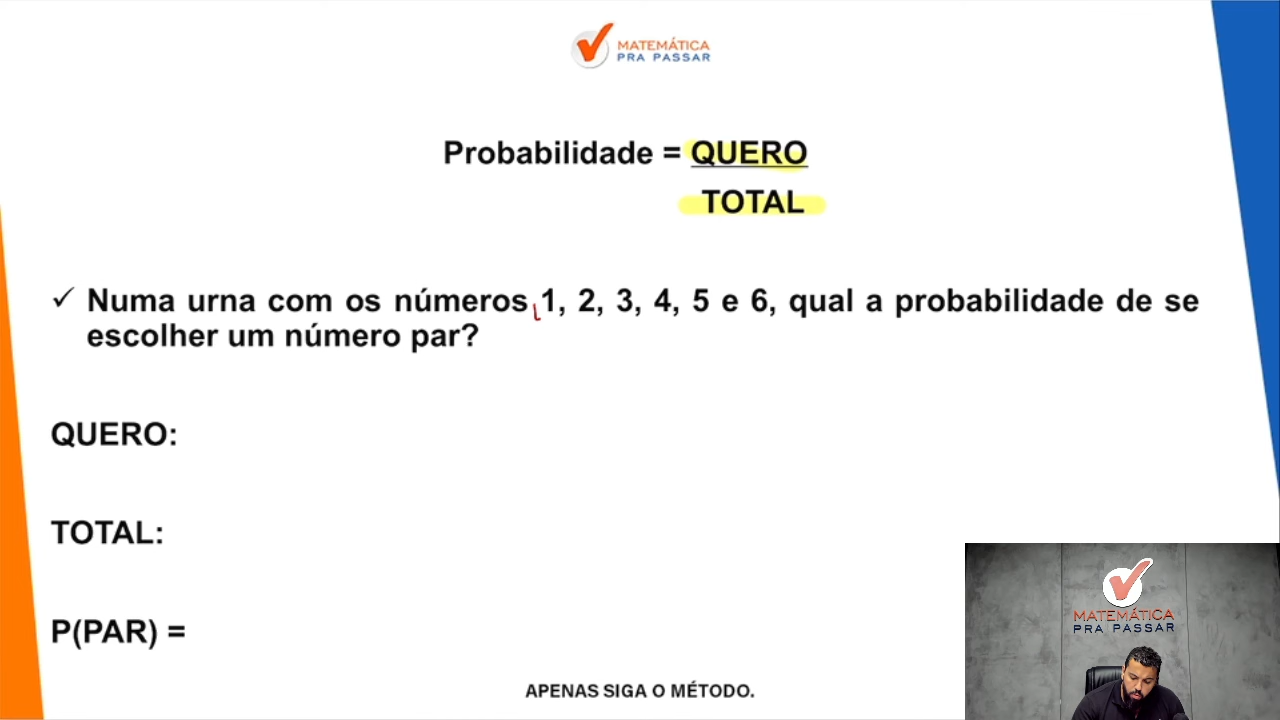 MATEMÁTICA
PRA PASSAR
Probabilidade = QUERO
TOTAL
✓ Numa urna com os números 1, 2, 3, 4, 5 e 6, qual a probabilidade de se
escolher um número par?
QUERO:
TOTAL:
P(PAR) =
MATEMÁTICA
PRA PASSAR
APENAS SIGA O MÉTODO.